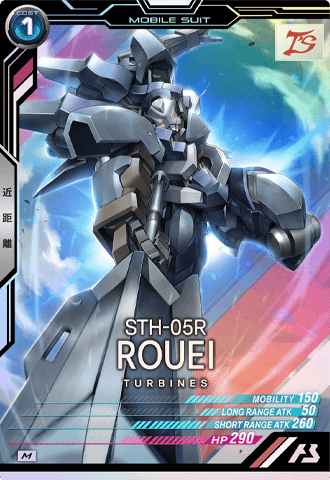 COST
1
MOBILE SUIT
TS
近距離
STH-05R
ROUEI
TURBINES
MOBILITY 150
LONG RANGE ATK 50
SHORT RANGE ATK 260
HP 290
M